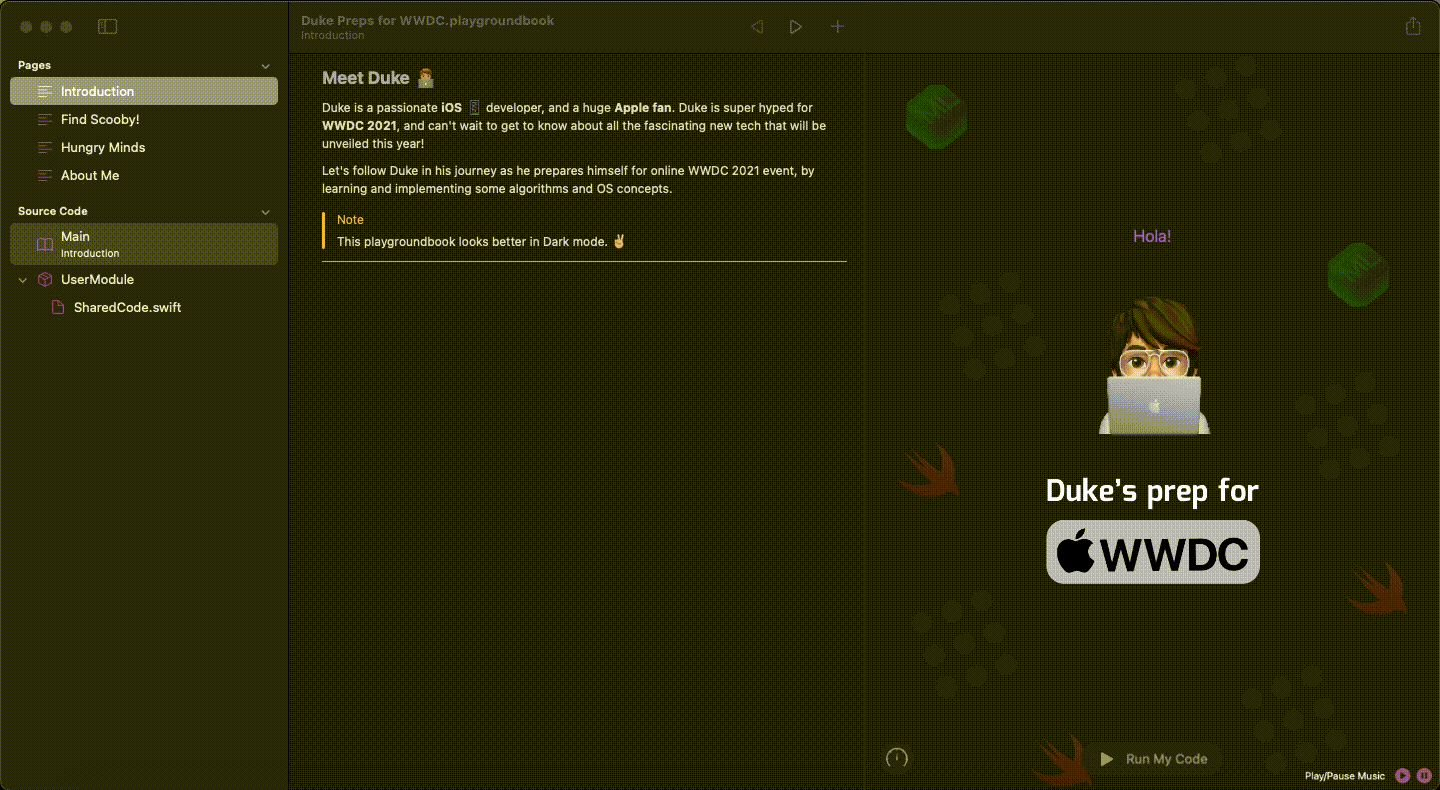 Duke Preps for WWDC.playgroundbook
Introduction
Pages
Introduction
Find Scooby!
Hungry Minds
About Me
Source Code
Main
Introduction
UserModule
SharedCode.swift
Meet Duke 🧑🏽‍💻
Duke is a passionate iOS 📱 developer, and a huge Apple fan. Duke is super hyped for
WWDC 2021, and can't wait to get to know about all the fascinating new tech that will be
unveiled this year!
Let's follow Duke in his journey as he prepares himself for online WWDC 2021 event, by
learning and implementing some algorithms and OS concepts.
Note
This playgroundbook looks better in Dark mode. ✌🏼
ML
Hola!
ML
Duke's prep for
WWDC
Run My Code
Play/Pause Music